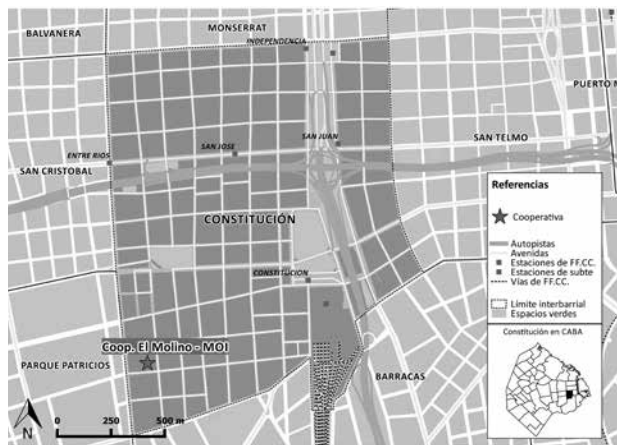 BALVANERA
MONSERRAT
INDEPENDENCIA
PUERTO M
SAN JUAN
SAN TELMO
SAN JOSE
ENTRE RIOS
SAN CRISTOBAL
CONSTITUCIÓN
CONSTITUCION
Coop. El Molino - MOI
PARQUE PATRICIOS
BARRACAS
N
0 250 500 m
Referencias
Cooperativa
Autopistas
Avenidas
Estaciones de FF.CC.
Estaciones de subte
Vías de FF.CC.
Límite interbarrial
Espacios verdes
Constitución en CABA